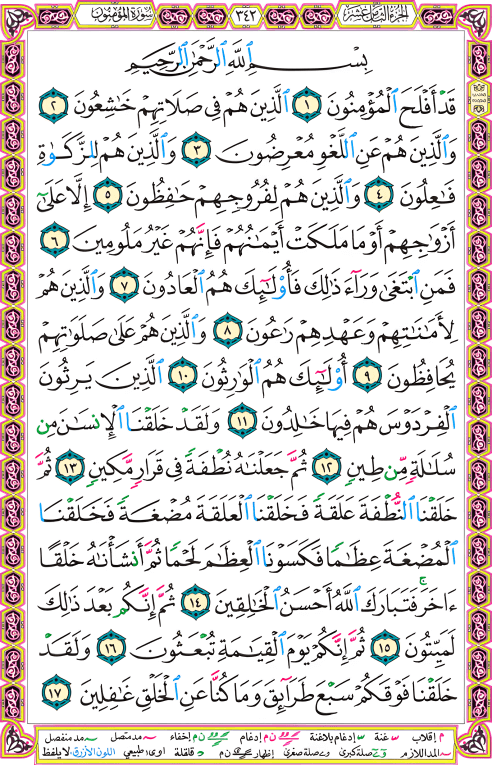 الجزء الثامن عشر ٣٤٢ سورة المؤمنون
بِسْمِ ٱللَّهِ ٱلرَّحْمَٰنِ ٱلرَّحِيمِ
قَدْ أَفْلَحَ ٱلْمُؤْمِنُونَ ١ ٱلَّذِينَ هُمْ فِى صَلَاتِهِمْ خَٰشِعُونَ ٢
وَٱلَّذِينَ هُمْ عَنِ ٱللَّغْوِ مُعْرِضُونَ ٣ وَٱلَّذِينَ هُمْ لِلزَّكَوٰةِ
فَٰعِلُونَ ٤ وَٱلَّذِينَ هُمْ لِفُرُوجِهِمْ حَٰفِظُونَ ٥ إِلَّا عَلَىٰٓ
أَزْوَٰجِهِمْ أَوْ مَا مَلَكَتْ أَيْمَٰنُهُمْ فَإِنَّهُمْ غَيْرُ مَلُومِينَ ٦
فَمَنِ ٱبْتَغَىٰ وَرَآءَ ذَٰلِكَ فَأُو۟لَٰٓئِكَ هُمُ ٱلْعَادُونَ ٧ وَٱلَّذِينَ هُمْ
لِأَمَٰنَٰتِهِمْ وَعَهْدِهِمْ رَٰعُونَ ٨ وَٱلَّذِينَ هُمْ عَلَىٰ صَلَوَٰتِهِمْ
يُحَافِظُونَ ٩ أُو۟لَٰٓئِكَ هُمُ ٱلْوَٰرِثُونَ ١٠ ٱلَّذِينَ يَرِثُونَ
ٱلْفِرْدَوْسَ هُمْ فِيهَا خَٰلِدُونَ ١١ وَلَقَدْ خَلَقْنَا ٱلْإِنسَٰنَ مِن
سُلَٰلَةٍ مِّن طِينٍ ١٢ ثُمَّ جَعَلْنَٰهُ نُطْفَةً فِى قَرَارٍ مَّكِينٍ ١٣ ثُمَّ
خَلَقْنَا ٱلنُّطْفَةَ عَلَقَةً فَخَلَقْنَا ٱلْعَلَقَةَ مُضْغَةً فَخَلَقْنَا
ٱلْمُضْغَةَ عِظَٰمًا فَكَسَوْنَا ٱلْعِظَٰمَ لَحْمًا ثُمَّ أَنشَأْنَٰهُ خَلْقًا
ءَاخَرَ ۚ فَتَبَارَكَ ٱللَّهُ أَحْسَنُ ٱلْخَٰلِقِينَ ١٤ ثُمَّ إِنَّكُم بَعْدَ ذَٰلِكَ
لَمَيِّتُونَ ١٥ ثُمَّ إِنَّكُمْ يَوْمَ ٱلْقِيَٰمَةِ تُبْعَثُونَ ١٦ وَلَقَدْ
خَلَقْنَا فَوْقَكُمْ سَبْعَ طَرَآئِقَ وَمَا كُنَّا عَنِ ٱلْخَلْقِ غَٰفِلِينَ ١٧
م إقلاب س غنة س إدغام بلاغنة ن م إدغام ن م إخفاء مد متصل مد منفصل
المد اللازم صلة كبرى صلة صغرى إظهار ن م قلقلة اوى: طبيعي اللون الأزرق: لا يلفظ